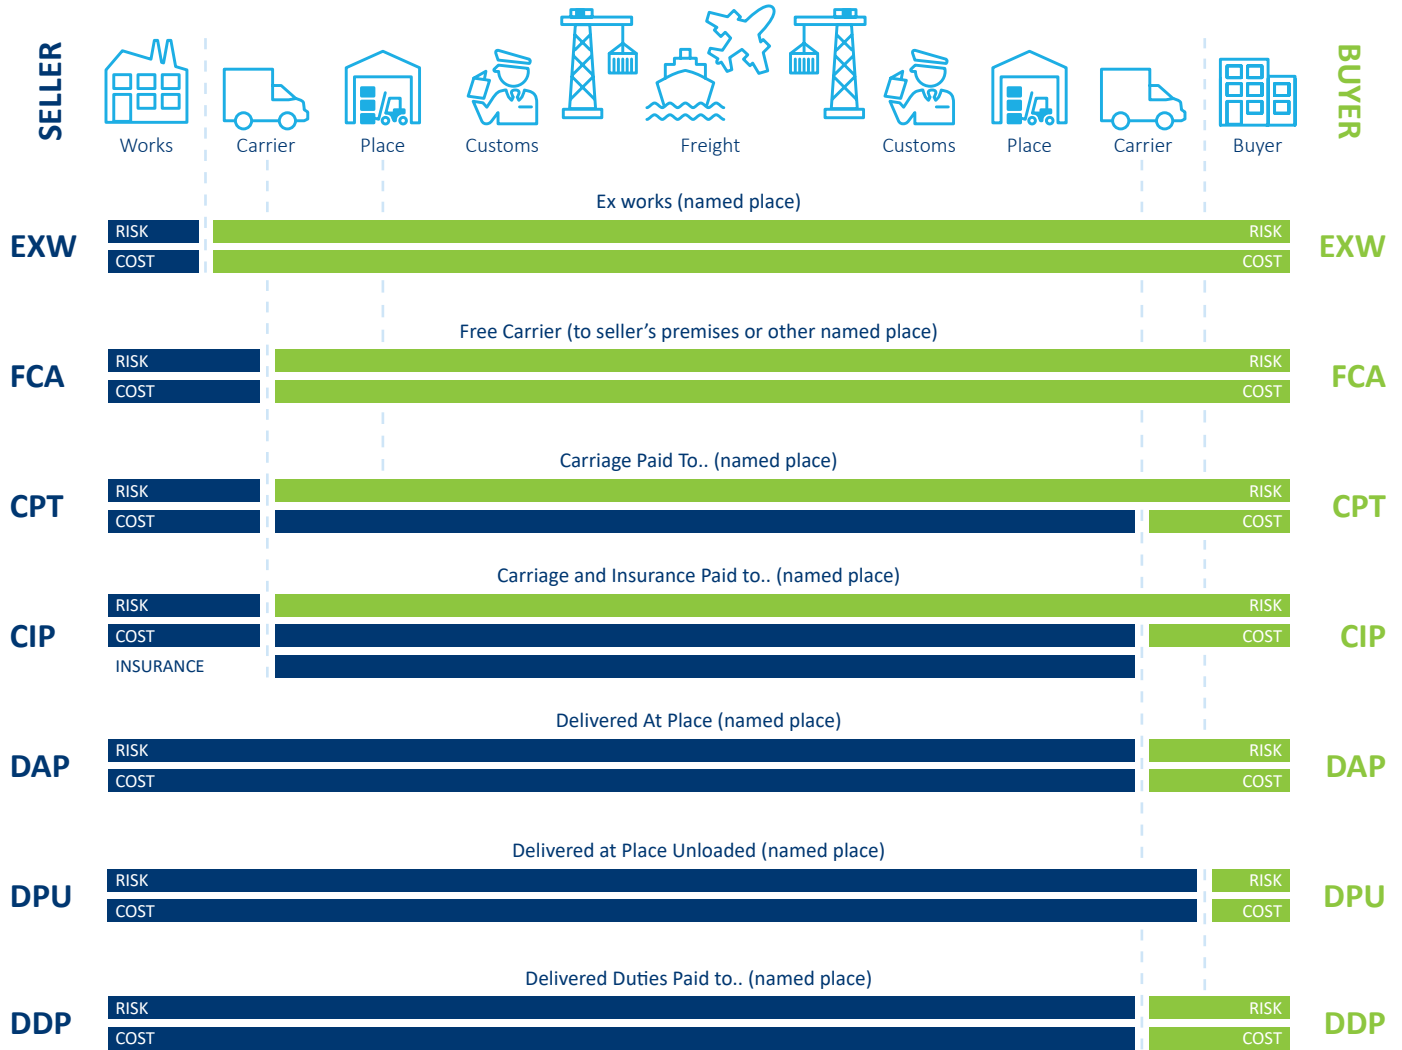 SELLER
BUYER
Works
Carrier
Place
Customs
Freight
Customs
Place
Carrier
Buyer
Ex works (named place)
EXW
RISK
RISK
COST
COST
EXW
Free Carrier (to seller’s premises or other named place)
FCA
RISK
RISK
COST
COST
FCA
Carriage Paid To.. (named place)
CPT
RISK
RISK
COST
COST
CPT
Carriage and Insurance Paid to.. (named place)
CIP
RISK
RISK
COST
COST
INSURANCE
CIP
Delivered At Place (named place)
DAP
RISK
RISK
COST
COST
DAP
Delivered at Place Unloaded (named place)
DPU
RISK
RISK
COST
COST
DPU
Delivered Duties Paid to.. (named place)
DDP
RISK
RISK
COST
COST
DDP